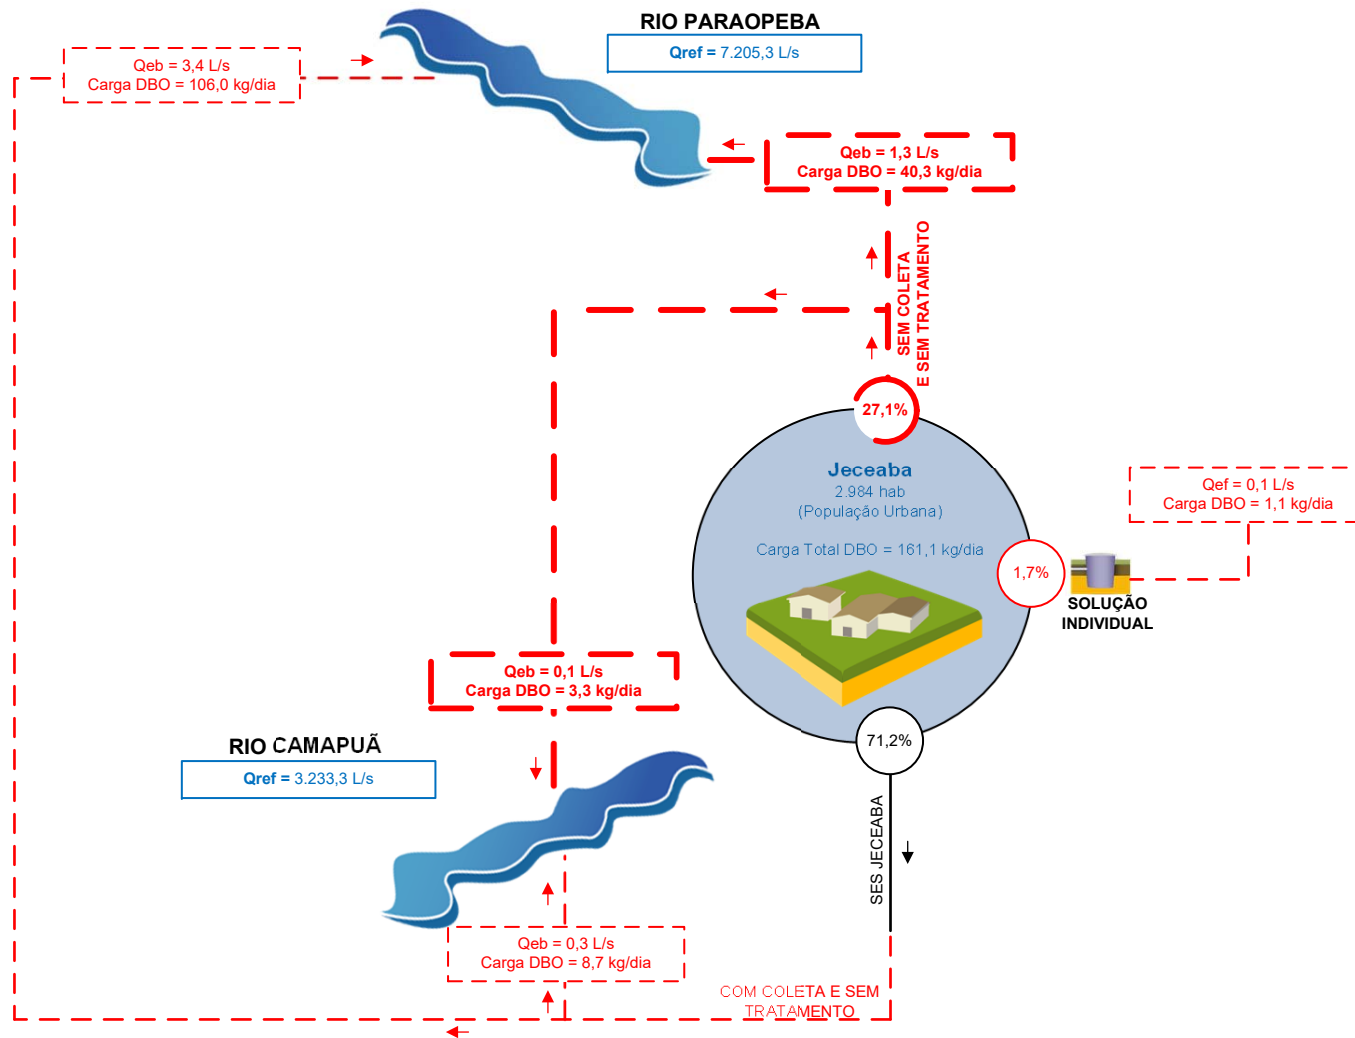 RIO PARAOPEBA
Qref = 7.205,3 L/s
Qeb = 3,4 L/s
Carga DBO = 106,0 kg/dia
Qeb = 1,3 L/s
Carga DBO = 40,3 kg/dia
SEM COLETA
E SEM TRATAMENTO
27,1%
Jeceaba
2.984 hab
(População Urbana)
Carga Total DBO = 161,1 kg/dia
Qef = 0,1 L/s
Carga DBO = 1,1 kg/dia
1,7%
SOLUÇÃO
INDIVIDUAL
Qeb = 0,1 L/s
Carga DBO = 3,3 kg/dia
71,2%
RIO CAMAPUÃ
Qref = 3.233,3 L/s
SES JECEABA
Qeb = 0,3 L/s
Carga DBO = 8,7 kg/dia
COM COLETA E SEM
TRATAMENTO